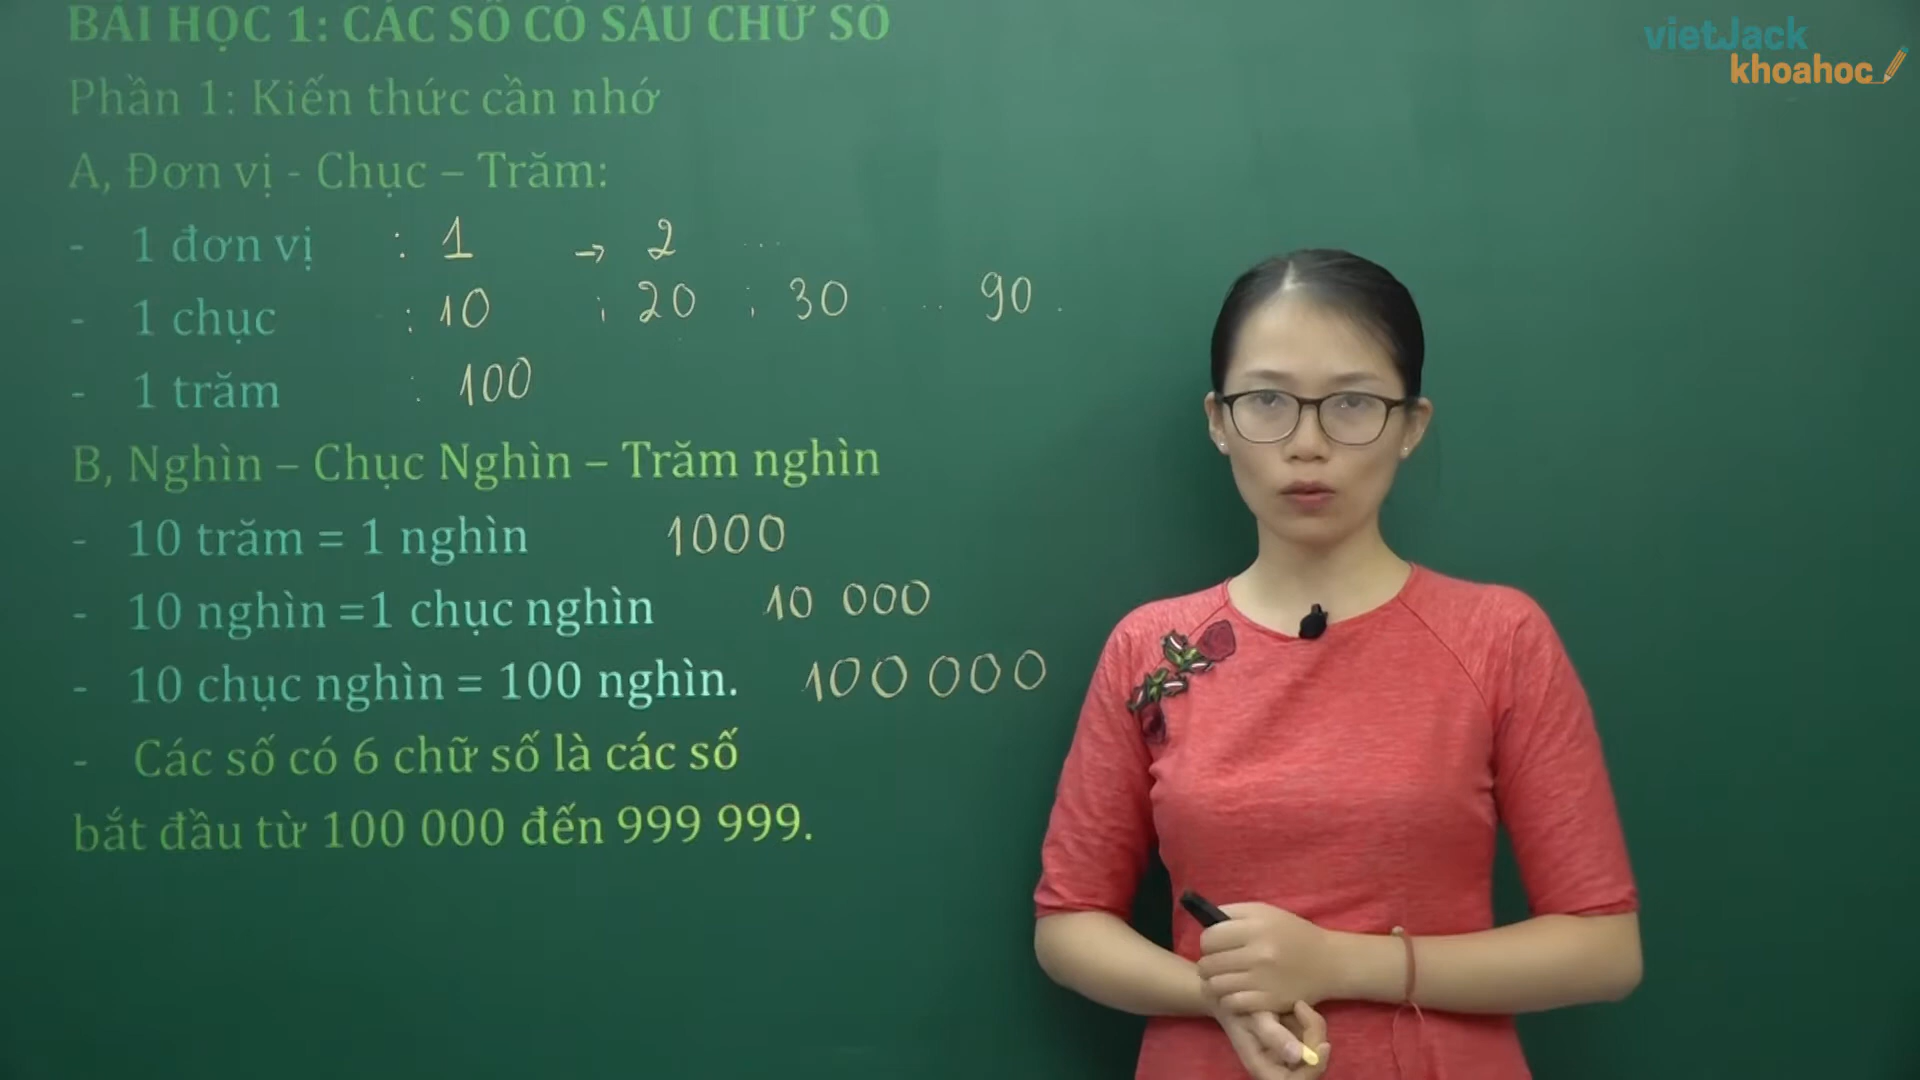 BÀI HỌC 1: CÁC SỐ CÓ SÁU CHỮ SỐ
vietJack
khoahoc
Phần 1: Kiến thức cần nhớ
A, Đơn vị - Chục – Trăm:
- 1 đơn vị : 1 → 2 ...
- 1 chục : 10 ; 20 ; 30 ... 90 .
- 1 trăm : 100
B, Nghìn – Chục Nghìn – Trăm nghìn
- 10 trăm = 1 nghìn 1000
- 10 nghìn =1 chục nghìn 10 000
- 10 chục nghìn = 100 nghìn. 100 000
- Các số có 6 chữ số là các số
bắt đầu từ 100 000 đến 999 999.